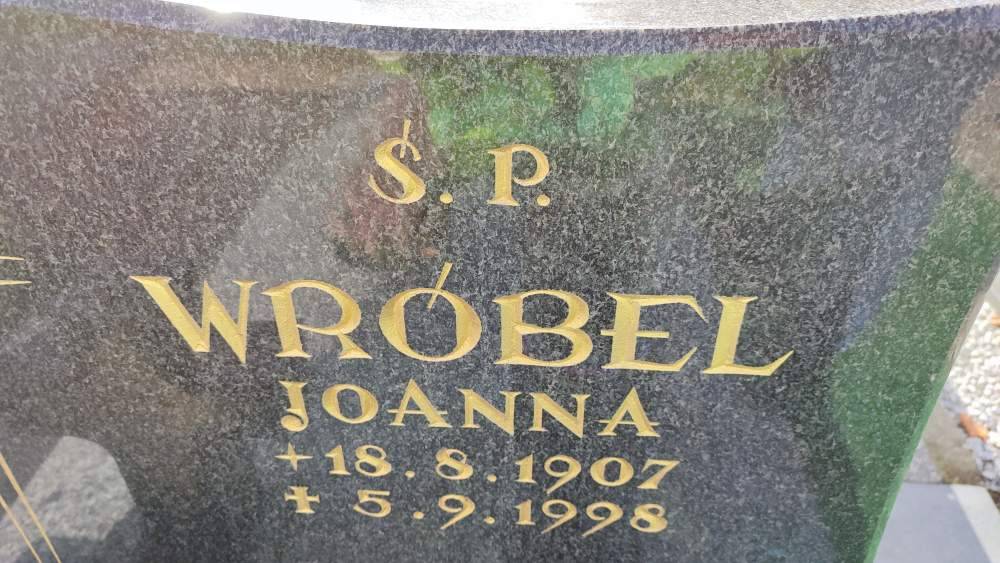 Ś. P.
WRÓBEL
JOANNA
+ 18. 8. 1907
✝ 5. 9. 1998